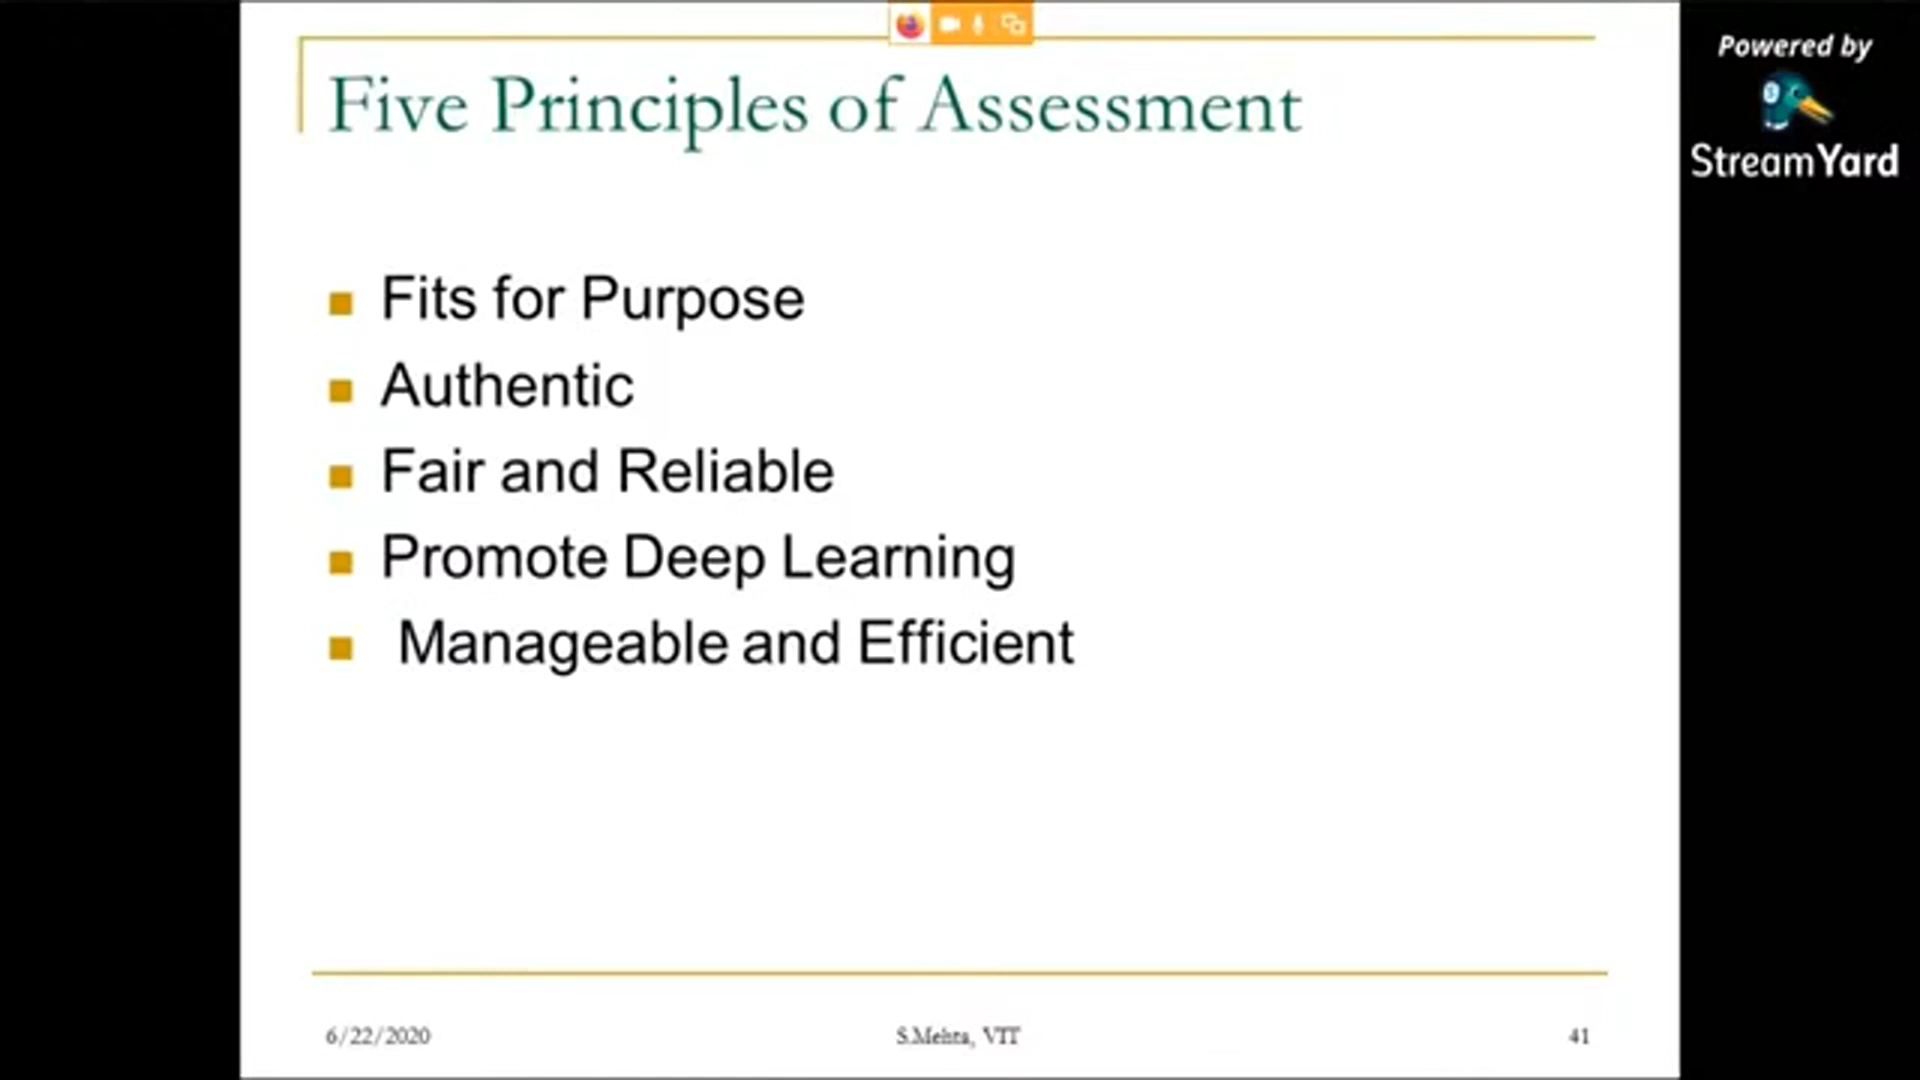 Five Principles of Assessment
Powered by
StreamYard
Fits for Purpose
Authentic
Fair and Reliable
Promote Deep Learning
Manageable and Efficient
6/22/2020
S.Mehta, VIT
41